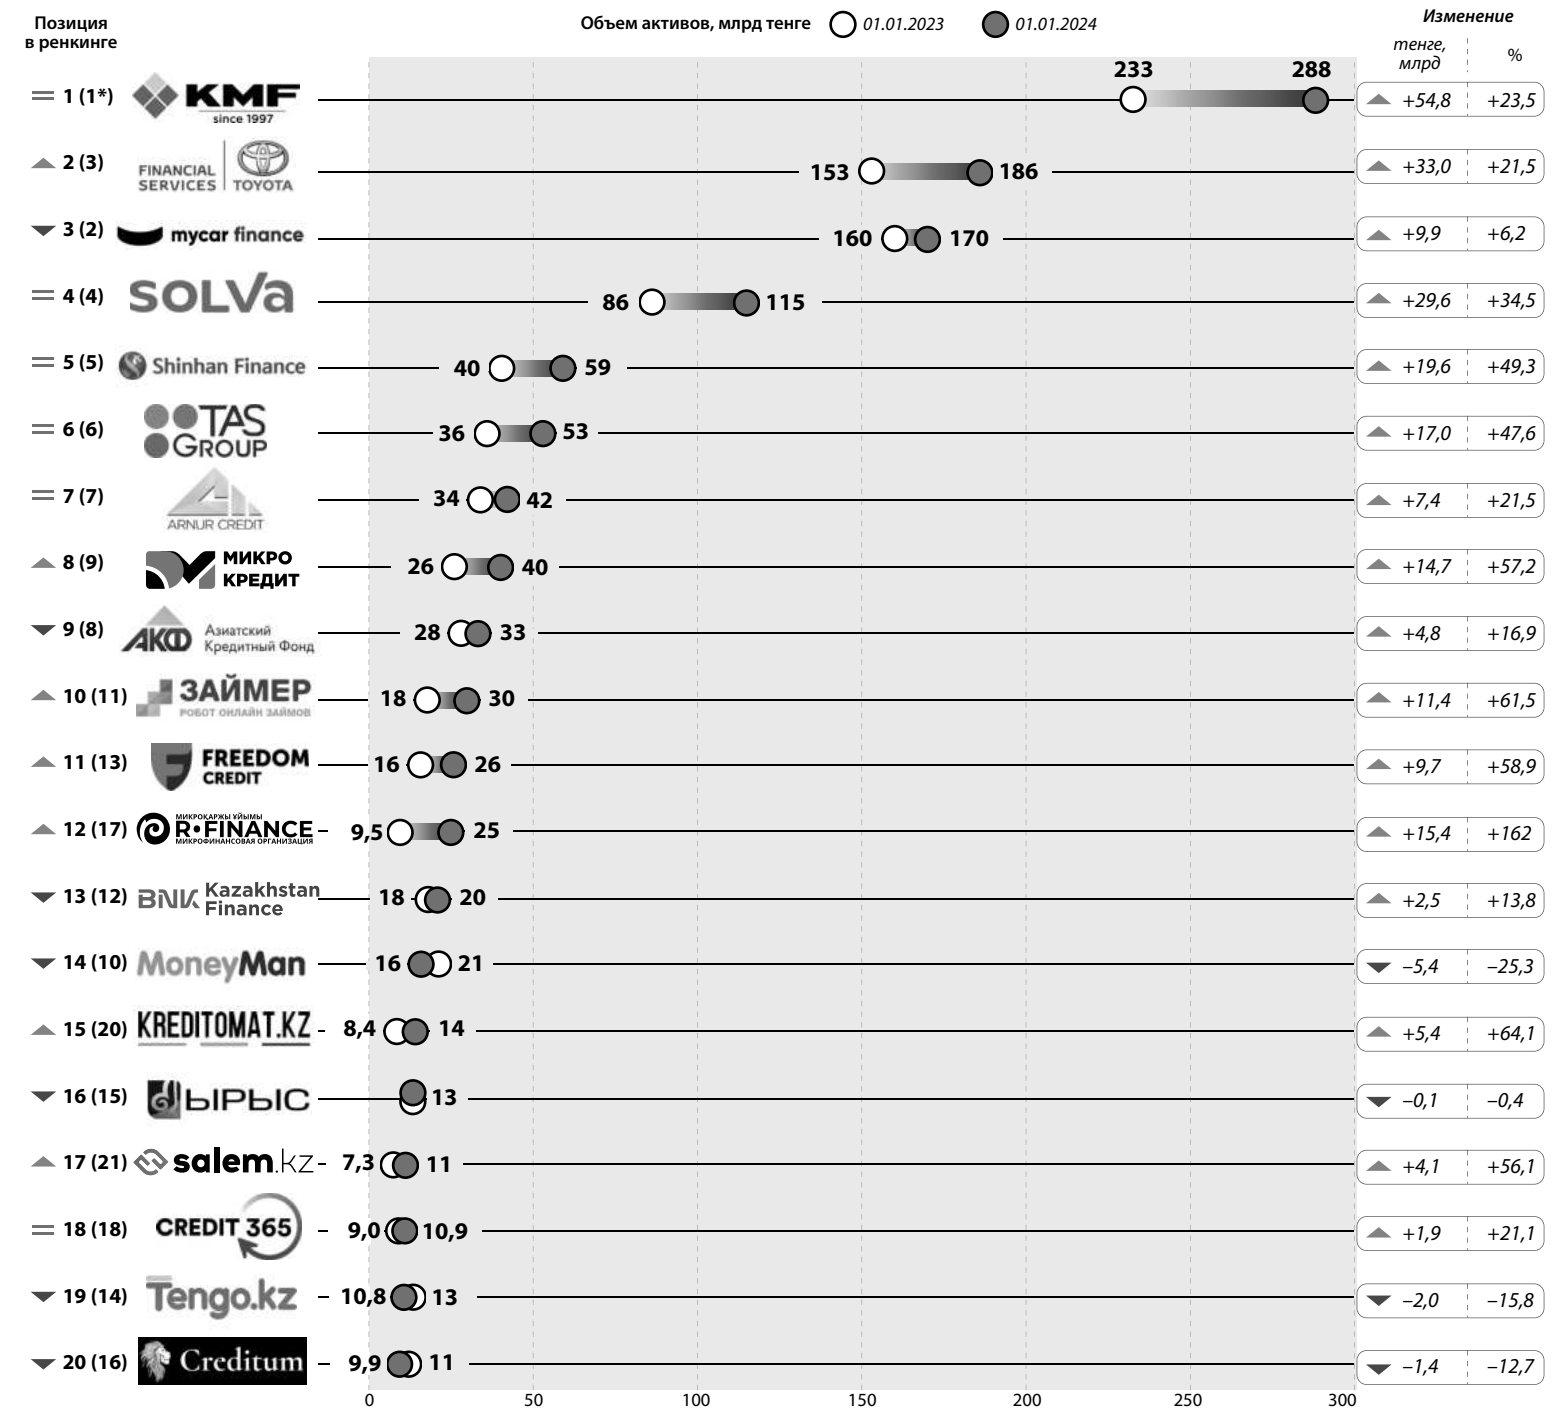 Позиция
в ренкинге
Объем активов, млрд тенге 01.01.2023 01.01.2024
Изменение
тенге,
млрд
%
233 288
1 (1*) KMF +54,8 +23,5
since 1997
2 (3) FINANCIAL SERVICES TOYOTA 153 186 +33,0 +21,5
3 (2) mycar finance 160 170 +9,9 +6,2
4 (4) SOLVa 86 115 +29,6 +34,5
5 (5) Shinhan Finance 40 59 +19,6 +49,3
6 (6) TAS GROUP 36 53 +17,0 +47,6
7 (7) ARNUR CREDIT 34 42 +7,4 +21,5
8 (9) МИКРО КРЕДИТ 26 40 +14,7 +57,2
9 (8) АКФ Азиатский Кредитный Фонд 28 33 +4,8 +16,9
10 (11) ЗАЙМЕР 18 30 +11,4 +61,5
РОБОТ ОНЛАЙН ЗАЙМОВ
11 (13) FREEDOM CREDIT 16 26 +9,7 +58,9
МИКРОҚАРЖЫ ҰЙЫМЫ
12 (17) R•FINANCE 9,5 25 +15,4 +162
МИКРОФИНАНСОВАЯ ОРГАНИЗАЦИЯ
13 (12) BNK Kazakhstan Finance 18 20 +2,5 +13,8
14 (10) MoneyMan 16 21 –5,4 –25,3
15 (20) KREDITOMAT.KZ 8,4 14 +5,4 +64,1
16 (15) ЫРЫС 13 –0,1 –0,4
17 (21) salem.kz 7,3 11 +4,1 +56,1
18 (18) CREDIT 365 9,0 10,9 +1,9 +21,1
19 (14) Tengo.kz 10,8 13 –2,0 –15,8
20 (16) Creditum 9,9 11 –1,4 –12,7
0 50 100 150 200 250 300